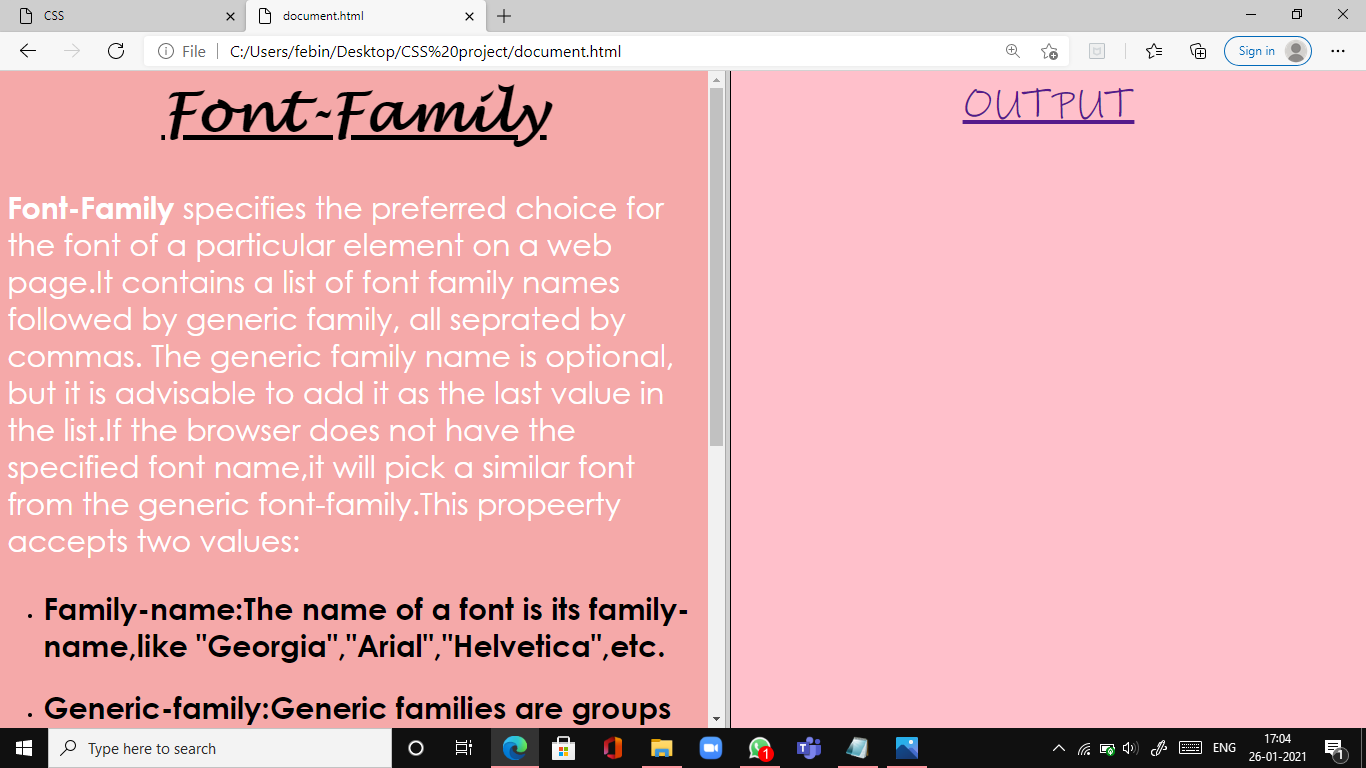 CSS
document.html
File
C:/Users/febin/Desktop/CSS%20project/document.html
Sign in
Font-Family
Font-Family specifies the preferred choice for
the font of a particular element on a web
page.It contains a list of font family names
followed by generic family, all seprated by
commas. The generic family name is optional,
but it is advisable to add it as the last value in
the list.If the browser does not have the
specified font name,it will pick a similar font
from the generic font-family.This propeerty
accepts two values:
• Family-name:The name of a font is its family-
name,like "Georgia","Arial","Helvetica",etc.
• Generic-family:Generic families are groups
OUTPUT
Type here to search
1
ENG
17:04
26-01-2021
1